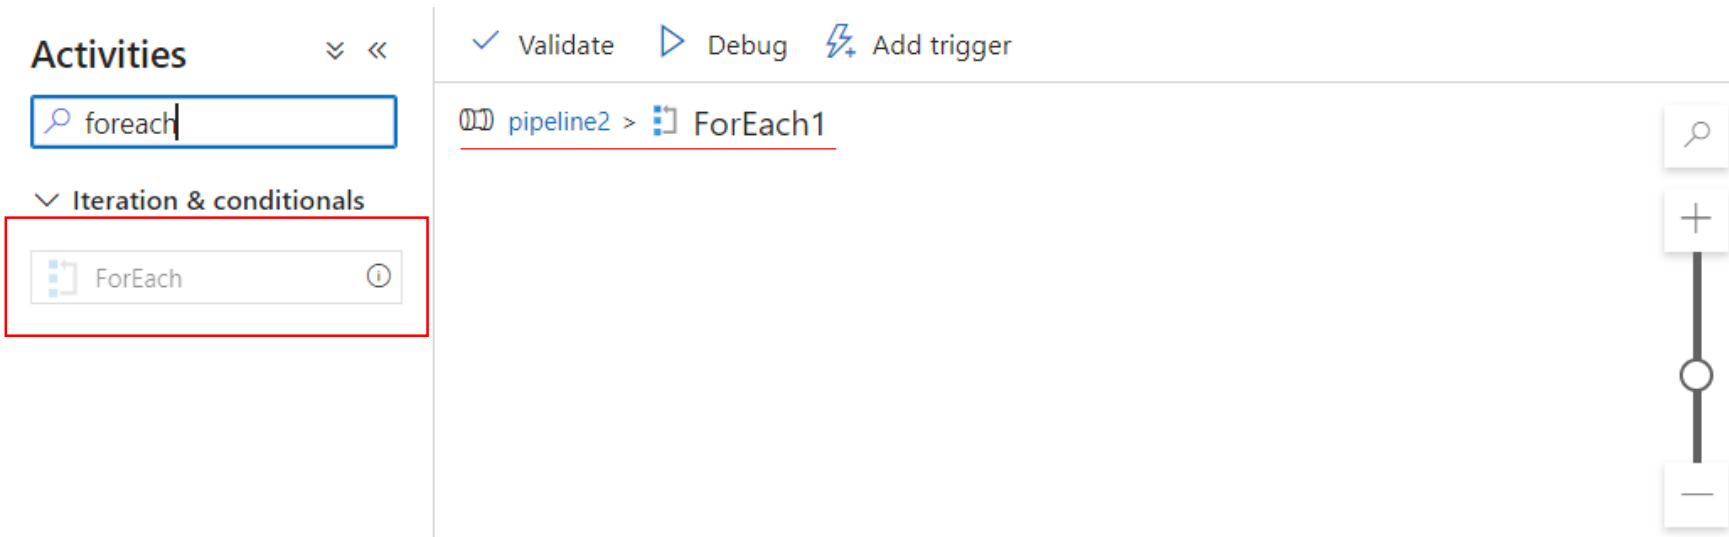 Activities
foreach
Iteration & conditionals
ForEach
Validate
Debug
Add trigger
pipeline2 > ForEach1